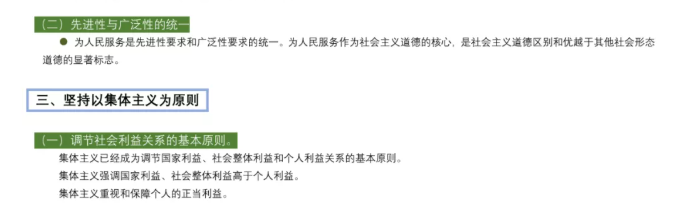 （二）先进性与广泛性的统一
● 为人民服务是先进性要求和广泛性要求的统一。为人民服务作为社会主义道德的核心，是社会主义道德区别和优越于其他社会形态
道德的显著标志。
三、坚持以集体主义为原则
（一）调节社会利益关系的基本原则。
集体主义已经成为调节国家利益、社会整体利益和个人利益关系的基本原则。
集体主义强调国家利益、社会整体利益高于个人利益。
集体主义重视和保障个人的正当利益。